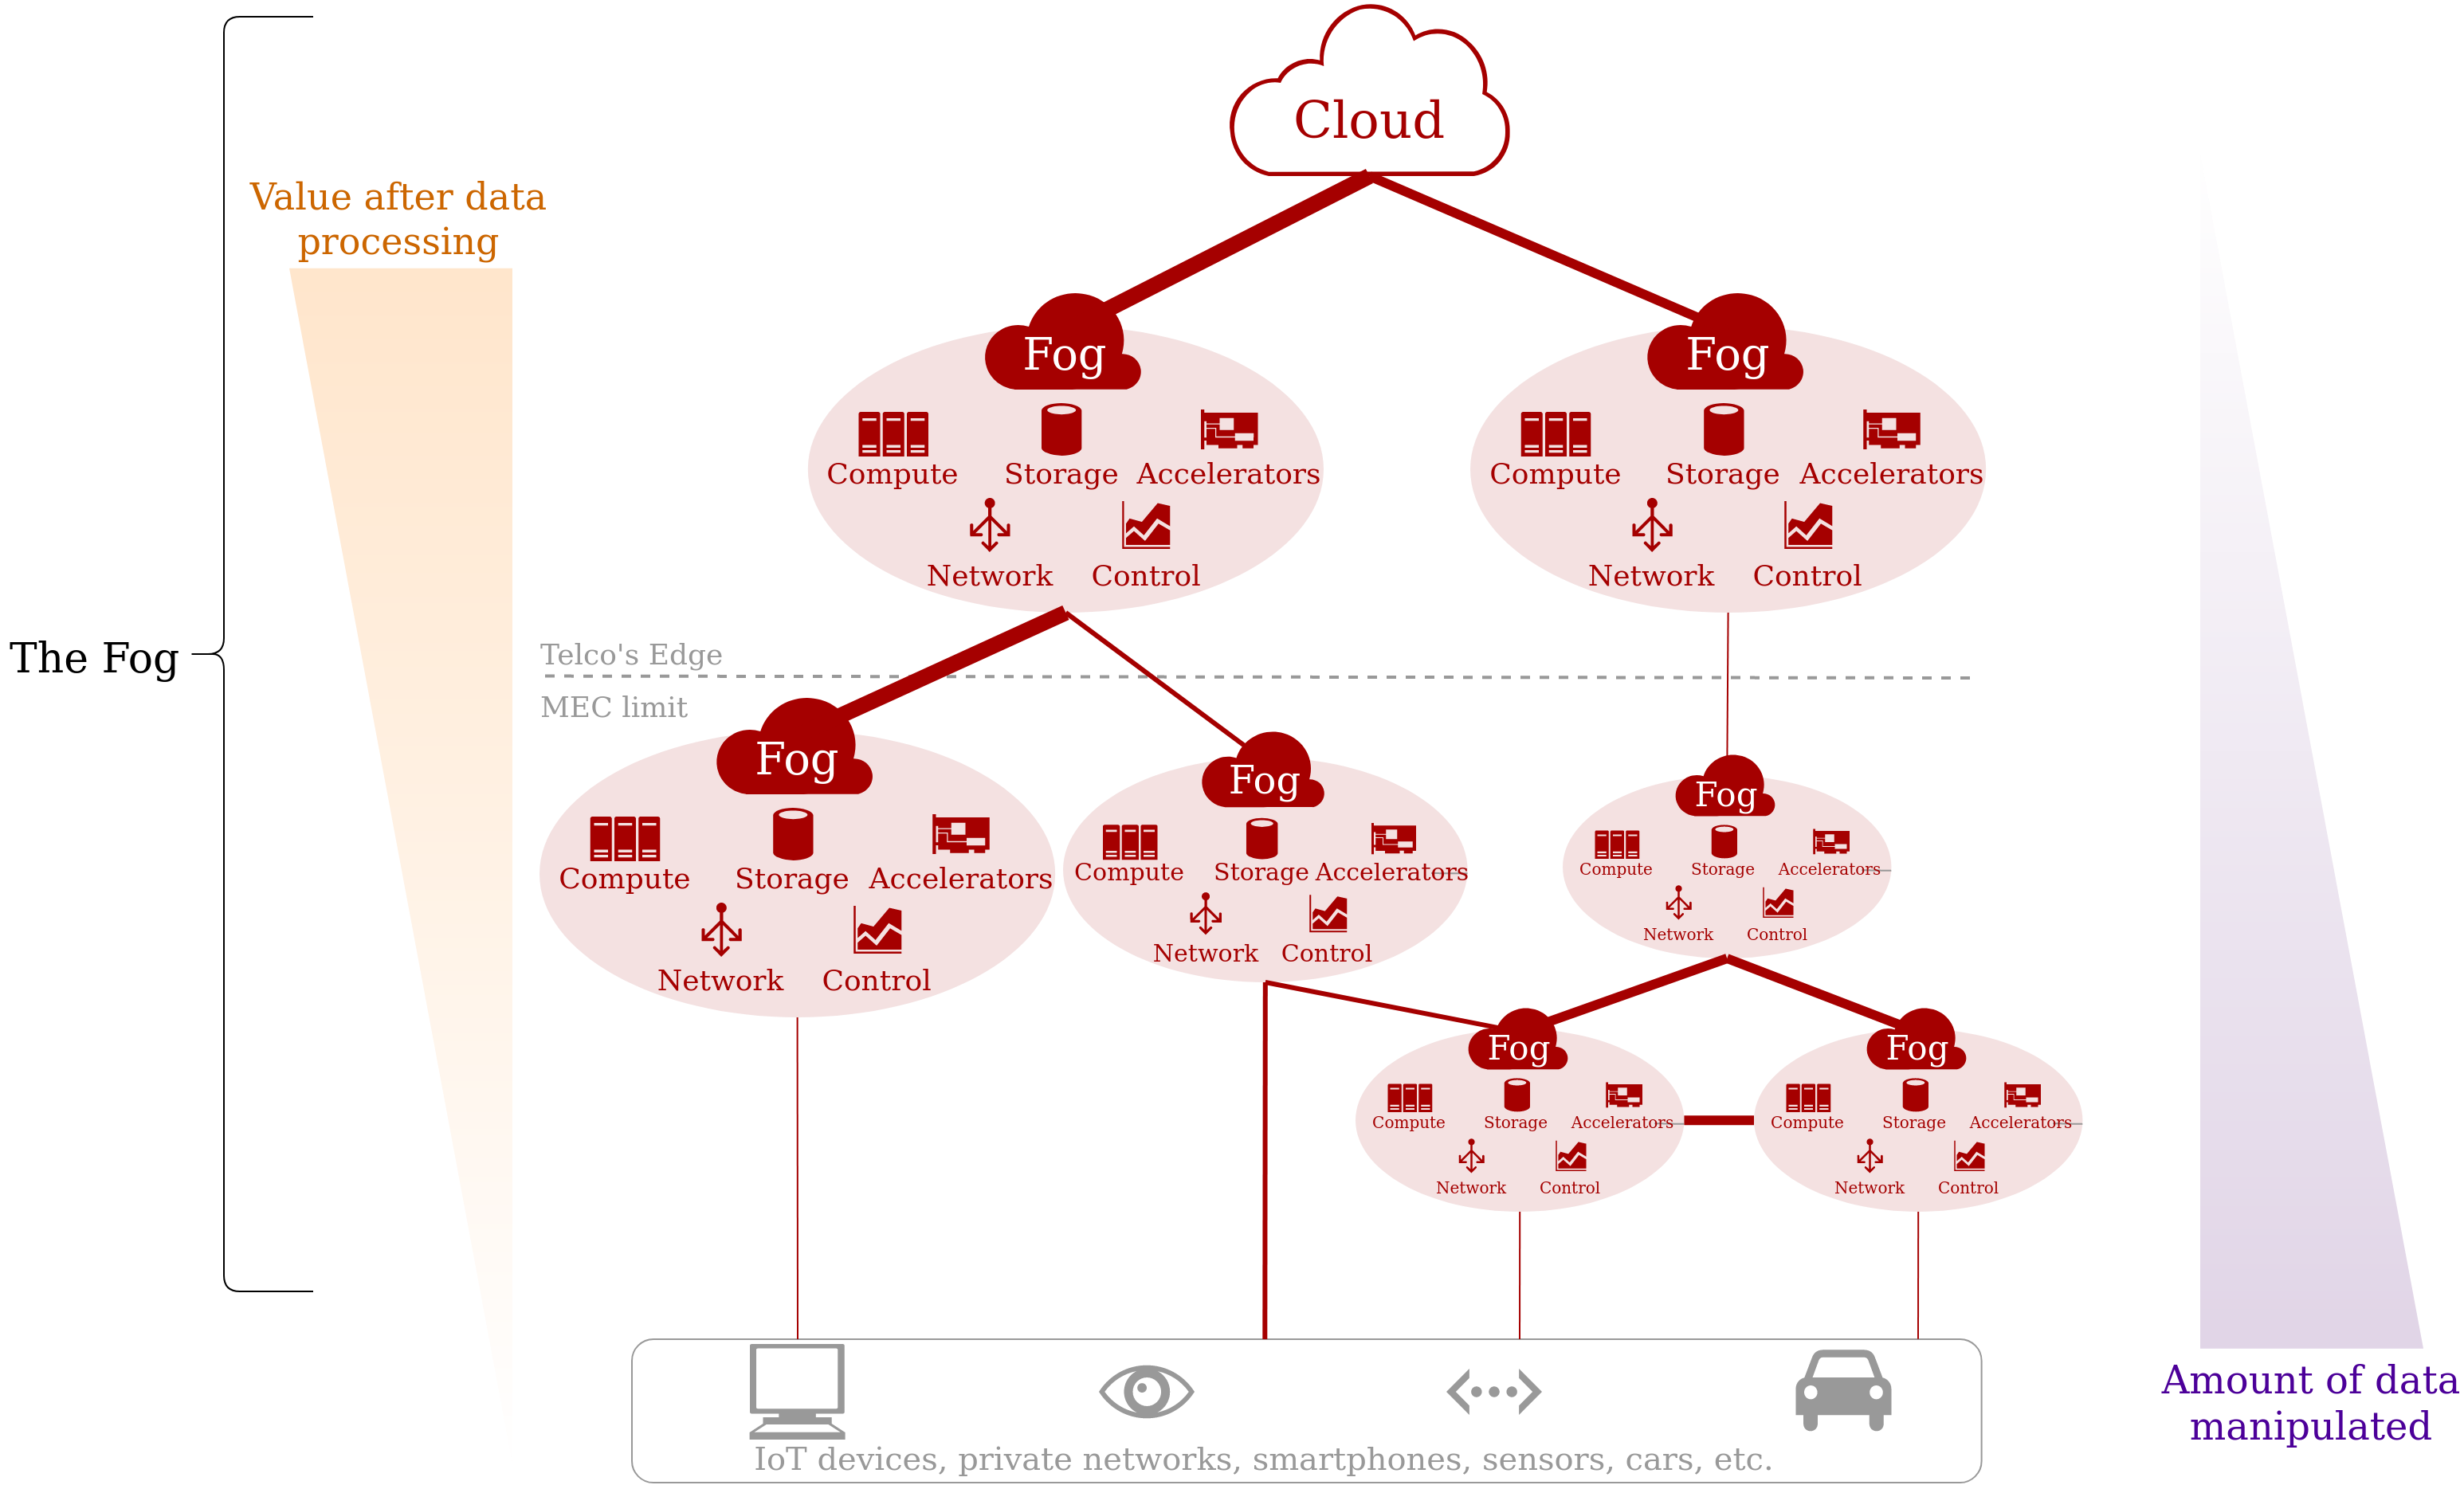 Cloud
Value after data
processing
Fog
Fog
Compute
Storage
Accelerators
Network
Control
Compute
Storage
Accelerators
Network
Control
The Fog
Telco's Edge
MEC limit
Fog
Compute
Storage
Accelerators
Network
Control
Fog
Compute
Storage
Accelerators
Network
Control
Fog
Compute
Storage
Accelerators
Network
Control
Fog
Compute
Storage
Accelerators
Network
Control
Fog
Compute
Storage
Accelerators
Network
Control
IoT devices, private networks, smartphones, sensors, cars, etc.
Amount of data
manipulated